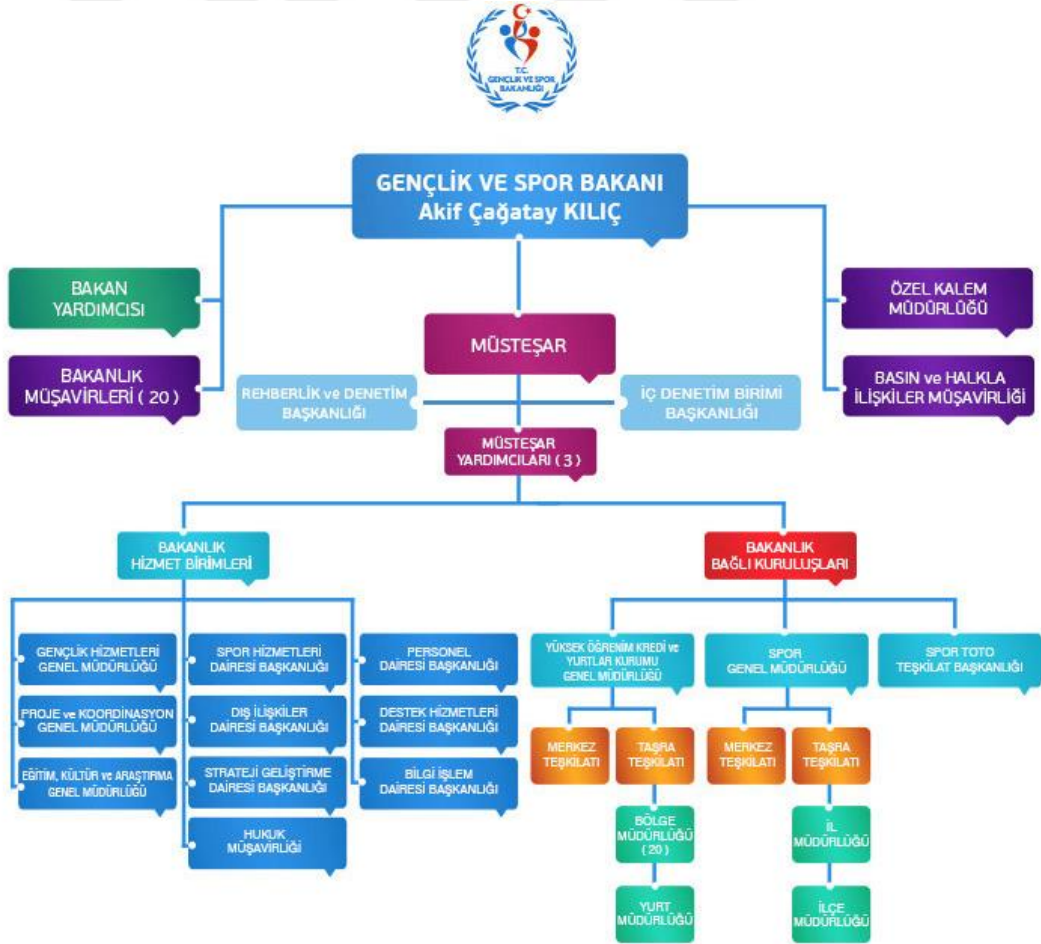 T.C.
GENÇLİK VE SPOR
BAKANLIĞI
GENÇLİK VE SPOR BAKANI
Akif Çağatay KILIÇ
BAKAN
YARDIMCISI
ÖZEL KALEM
MÜDÜRLÜĞÜ
MÜSTEŞAR
BAKANLIK
MÜŞAVİRLERİ ( 20 )
REHBERLİK ve DENETİM
BAŞKANLIĞI
İÇ DENETİM BİRİMİ
BAŞKANLIĞI
BASIN ve HALKLA
İLİŞKİLER MÜŞAVİRLİĞİ
MÜSTEŞAR
YARDIMCILARI ( 3 )
BAKANLIK
HİZMET BİRİMLERİ
BAKANLIK
BAĞLI KURULUŞLARI
GENÇLİK HİZMETLERİ
GENEL MÜDÜRLÜĞÜ
SPOR HİZMETLERİ
DAİRESİ BAŞKANLIĞI
PERSONEL
DAİRESİ BAŞKANLIĞI
YÜKSEK ÖĞRENİM KREDİ ve
YURTLAR KURUMU
GENEL MÜDÜRLÜĞÜ
SPOR
GENEL MÜDÜRLÜĞÜ
SPOR TOTO
TEŞKİLAT BAŞKANLIĞI
PROJE ve KOORDİNASYON
GENEL MÜDÜRLÜĞÜ
DIŞ İLİŞKİLER
DAİRESİ BAŞKANLIĞI
DESTEK HİZMETLERİ
DAİRESİ BAŞKANLIĞI
MERKEZ
TEŞKİLATI
TAŞRA
TEŞKİLATI
MERKEZ
TEŞKİLATI
TAŞRA
TEŞKİLATI
EĞİTİM, KÜLTÜR ve ARAŞTIRMA
GENEL MÜDÜRLÜĞÜ
STRATEJİ GELİŞTİRME
DAİRESİ BAŞKANLIĞI
BİLGİ İŞLEM
DAİRESİ BAŞKANLIĞI
HUKUK
MÜŞAVİRLİĞİ
BÖLGE
MÜDÜRLÜĞÜ
( 20 )
İL
MÜDÜRLÜĞÜ
YURT
MÜDÜRLÜĞÜ
İLÇE
MÜDÜRLÜĞÜ